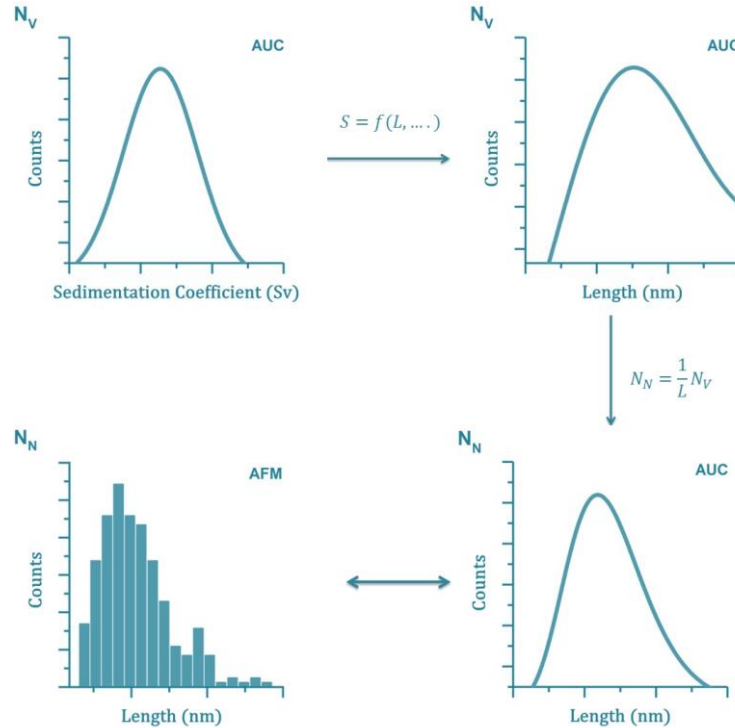 N_V
AUC
Counts
Sedimentation Coefficient (Sv)
S = f(L, ... .)
N_V
AUC
Counts
Length (nm)
N_N = 1/L N_V
N_N
AFM
Counts
Length (nm)
N_N
AUC
Counts
Length (nm)